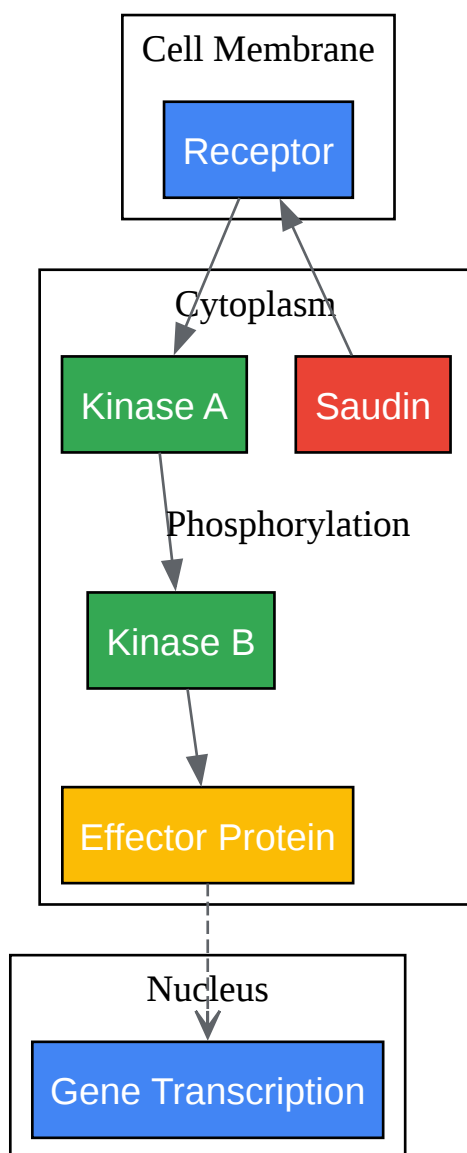 Cell Membrane
Receptor
Cytoplasm
Kinase A
Saudin
Phosphorylation
Kinase B
Effector Protein
Nucleus
Gene Transcription